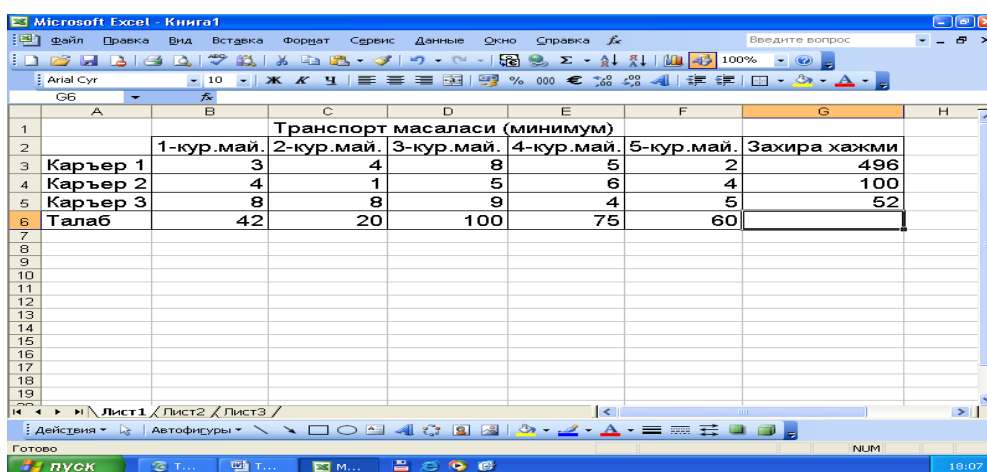 Microsoft Excel - Книга1
Файл Правка Вид Вставка Формат Сервис Данные Окно Справка Введите вопрос
100%
Arial Cyr 10 Ж К Ч % 000 €
G6 fx
A B C D E F G H
1 Транспорт масаласи (минимум)
2 1-кур.май. 2-кур.май. 3-кур.май. 4-кур.май. 5-кур.май. Захира хажми
3 Каръер 1 3 4 8 5 2 496
4 Каръер 2 4 1 5 6 4 100
5 Каръер 3 8 8 9 4 5 52
6 Талаб 42 20 100 75 60
7
8
9
10
11
12
13
14
15
16
17
18
19
Лист1 Лист2 Лист3
Действия Автофигуры
Готово NUM
пуск T... T... M... 18:07